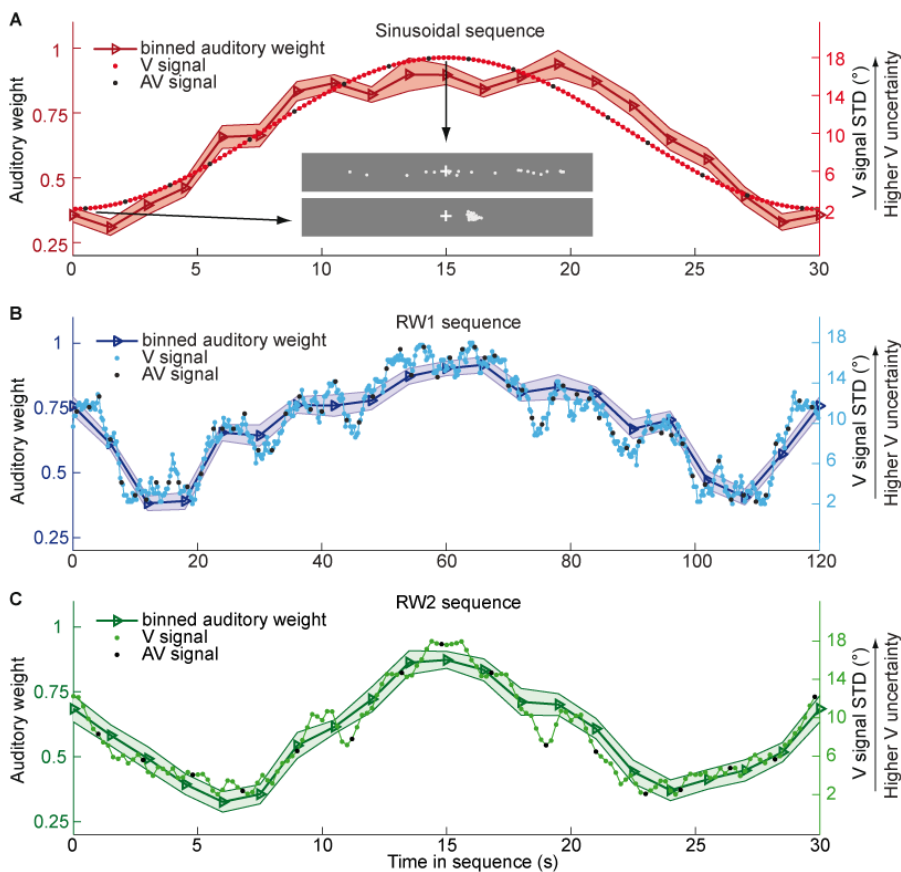 A
Sinusoidal sequence
binned auditory weight
V signal
AV signal
Auditory weight
1
0.75
0.5
0.25
18
14
10
6
2
V signal STD (°)
Higher V uncertainty
0 5 10 15 20 25 30
B
RW1 sequence
binned auditory weight
V signal
AV signal
Auditory weight
1
0.75
0.5
0.25
18
14
10
6
2
V signal STD (°)
Higher V uncertainty
0 20 40 60 80 100 120
C
RW2 sequence
binned auditory weight
V signal
AV signal
Auditory weight
1
0.75
0.5
0.25
18
14
10
6
2
V signal STD (°)
Higher V uncertainty
0 5 10 15 20 25 30
Time in sequence (s)